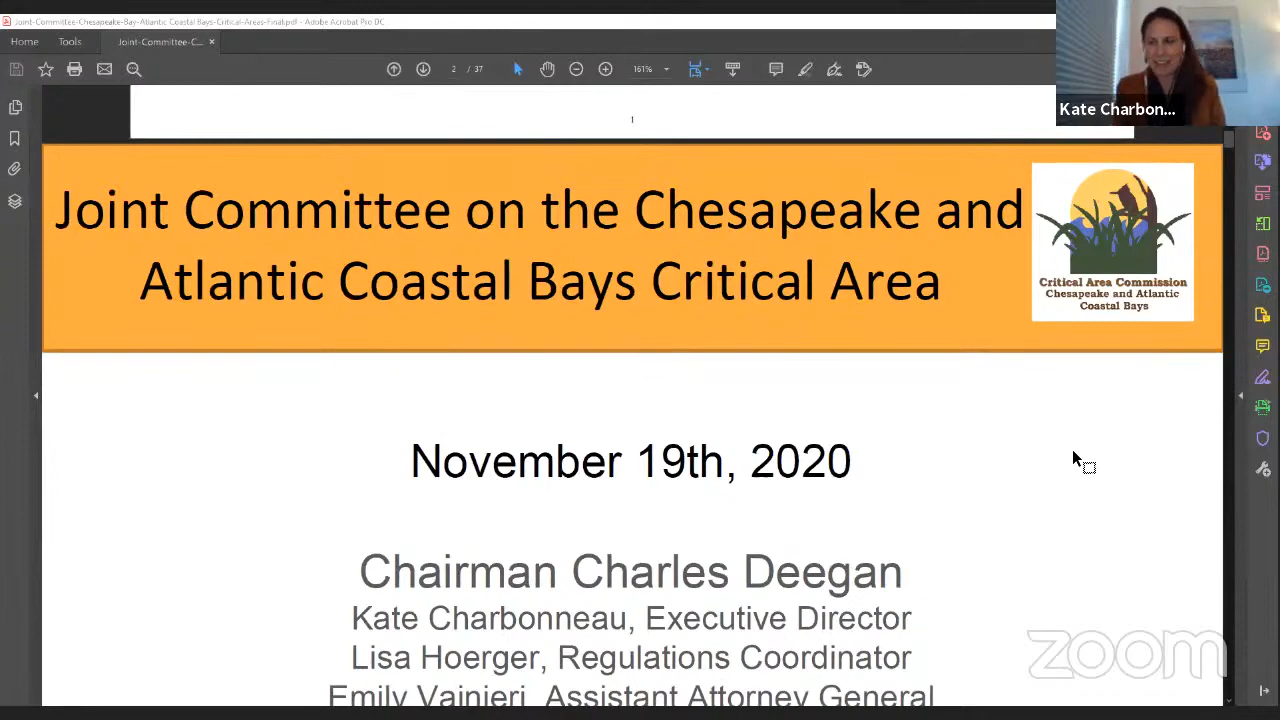 Joint-Committee-Chesapeake-Bay-Atlantic Coastal-Bays-Critical-Areas-Final.pdf - Adobe Acrobat Pro DC
Home Tools Joint-Committee-C... ×
2 / 37 161%
Kate Charbon...
1
Joint Committee on the Chesapeake and
Atlantic Coastal Bays Critical Area
Critical Area Commission
Chesapeake and Atlantic
Coastal Bays
November 19th, 2020
Chairman Charles Deegan
Kate Charbonneau, Executive Director
Lisa Hoerger, Regulations Coordinator
Emily Vainieri, Assistant Attorney General
zoom